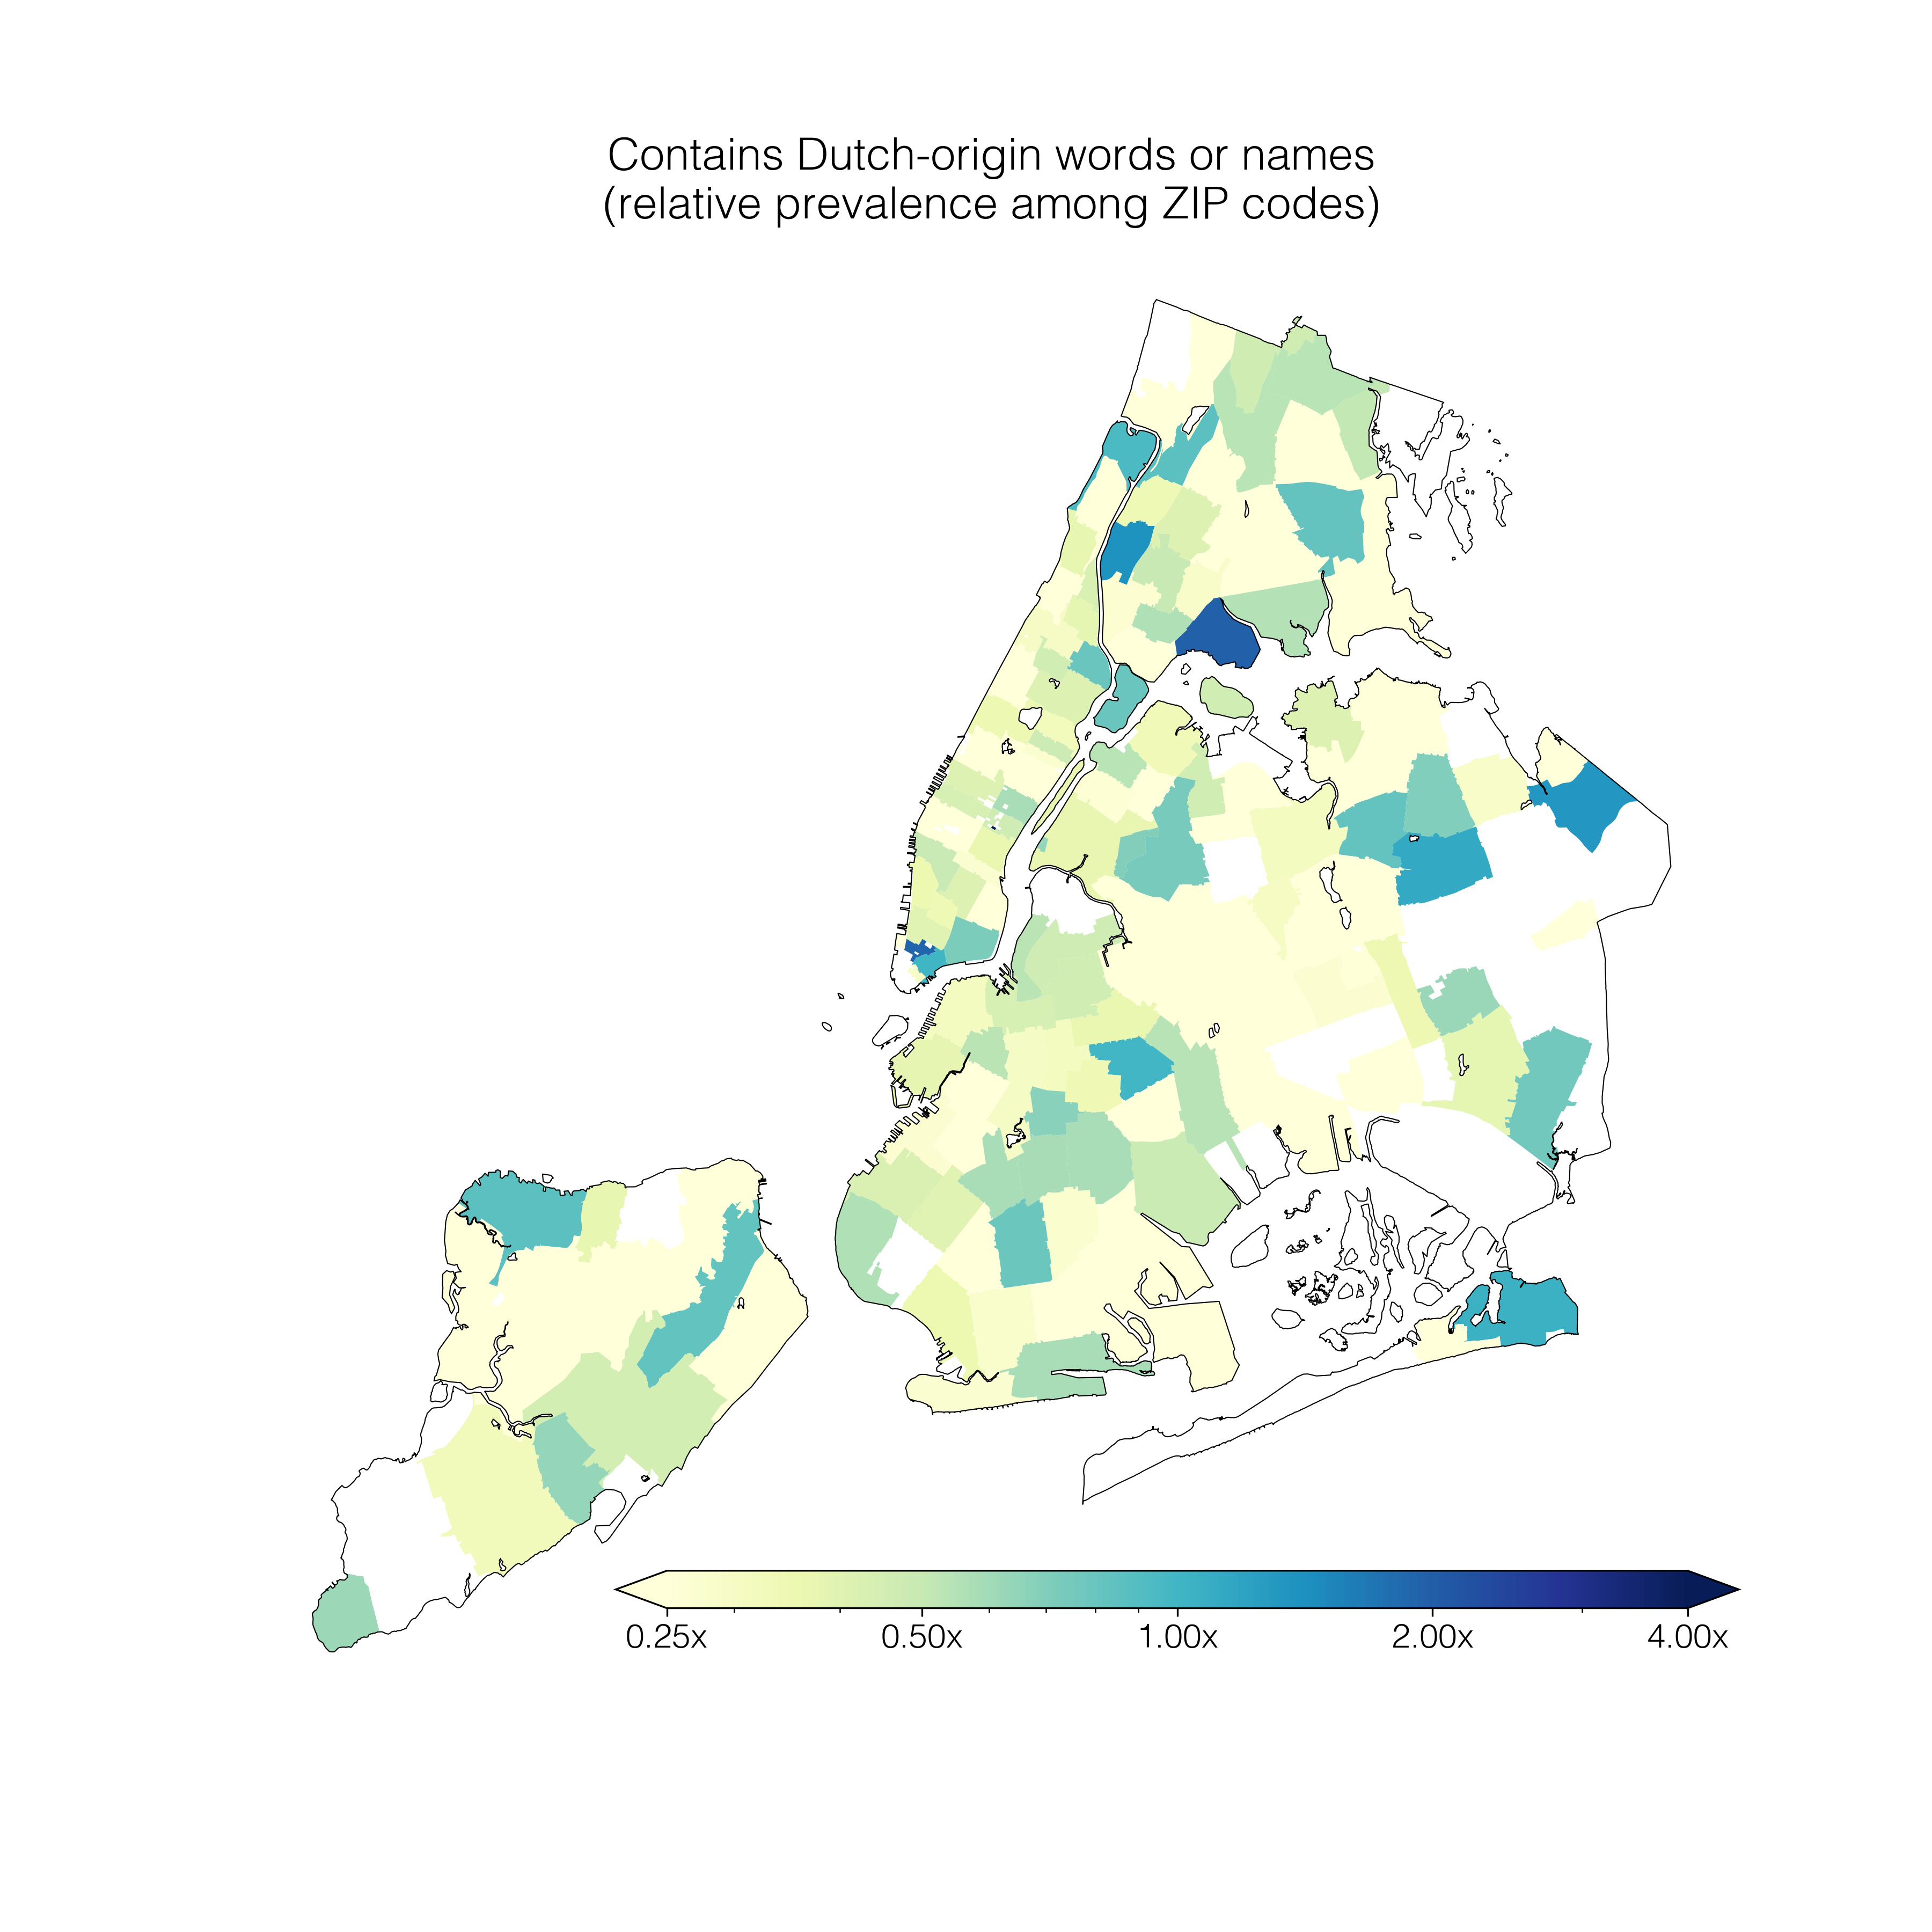 Contains Dutch-origin words or names
(relative prevalence among ZIP codes)
0.25x 0.50x 1.00x 2.00x 4.00x